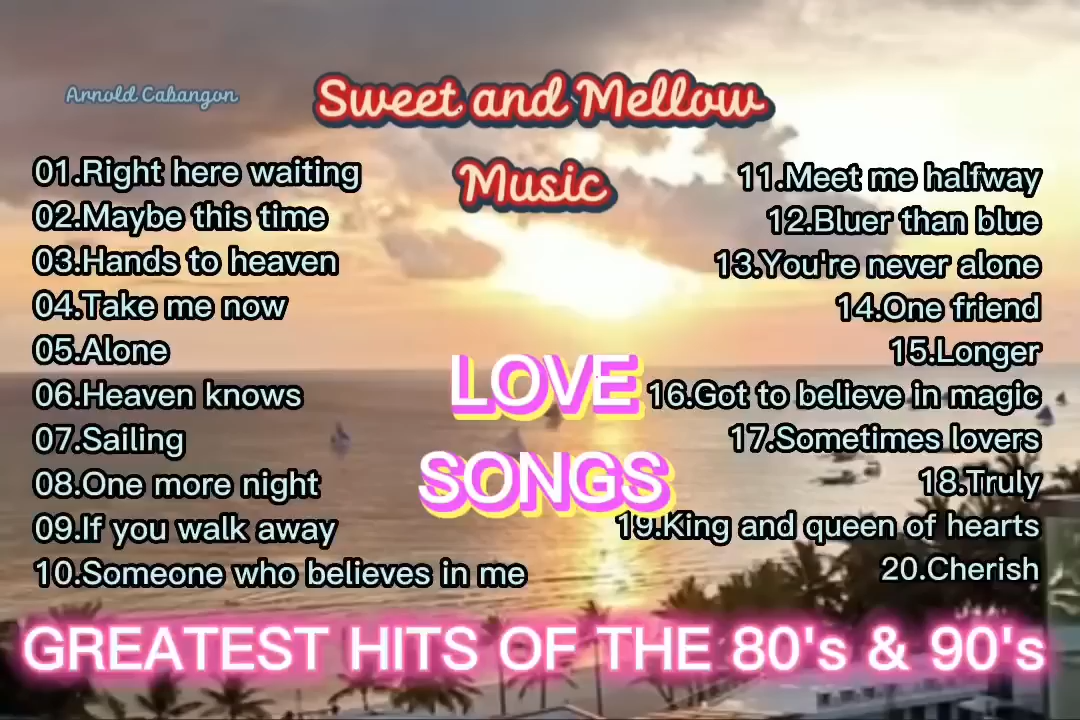 Arnold Cabangon
Sweet and Mellow
Music
01.Right here waiting
02.Maybe this time
03.Hands to heaven
04.Take me now
05.Alone
06.Heaven knows
07.Sailing
08.One more night
09.If you walk away
10.Someone who believes in me
LOVE
SONGS
11.Meet me halfway
12.Bluer than blue
13.You're never alone
14.One friend
15.Longer
16.Got to believe in magic
17.Sometimes lovers
18.Truly
19.King and queen of hearts
20.Cherish
GREATEST HITS OF THE 80's & 90's